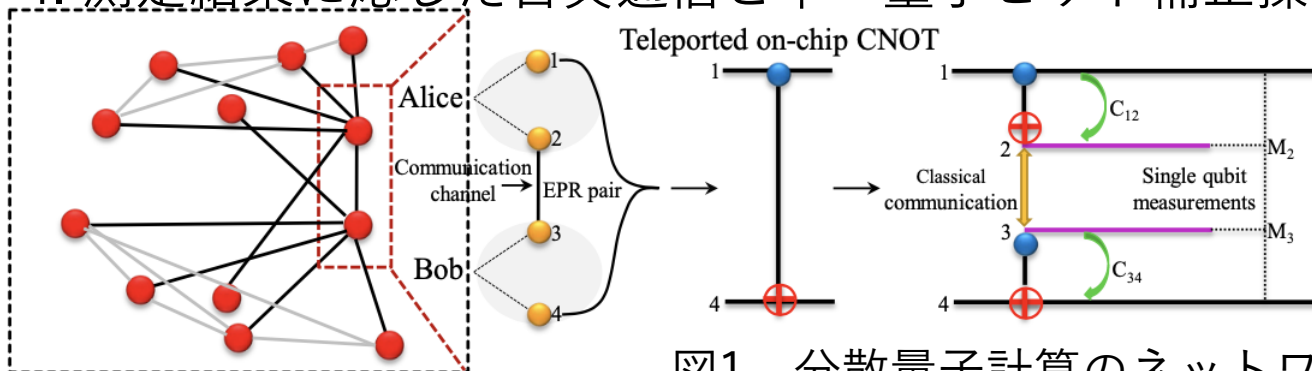 Teleported on-chip CNOT
Alice
1
2
Communication
channel
EPR pair
3
Bob
4
1
4
1
C12
2
M2
Classical
communication
Single qubit
measurements
3
M3
C34
4
図1 分散量子計算のネットワ